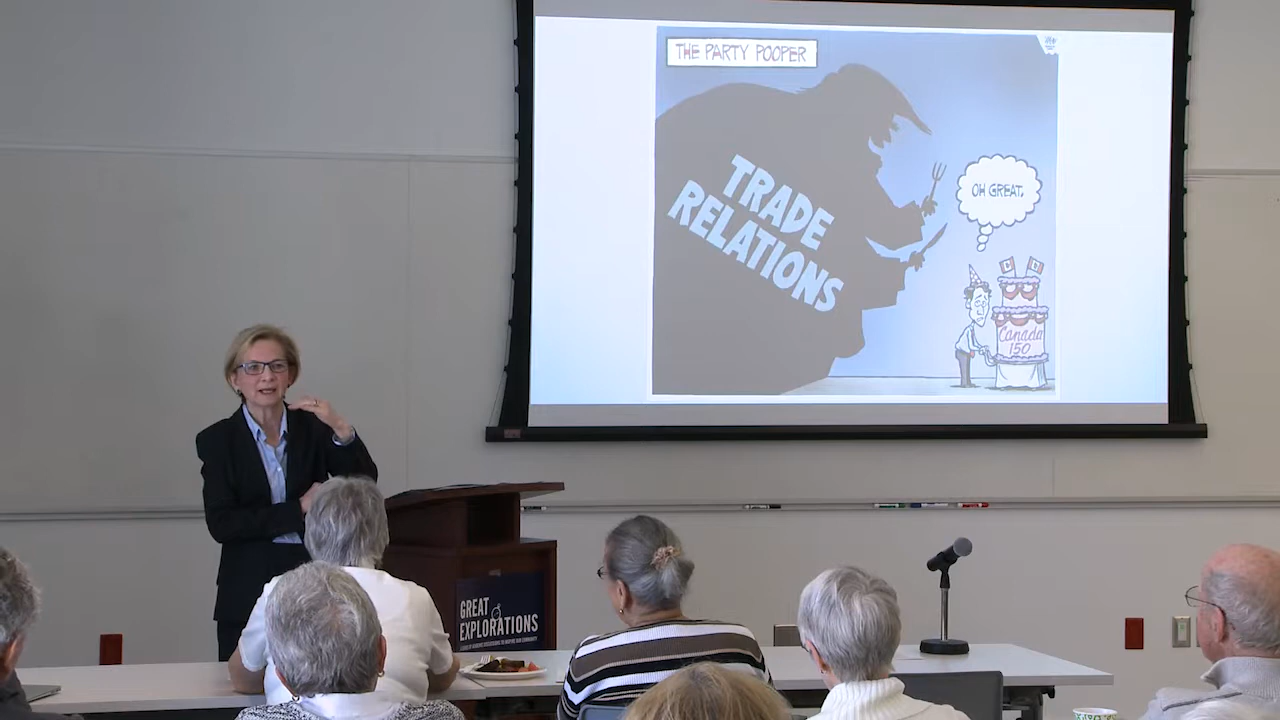 THE PARTY POOPER
TRADE
RELATIONS
OH GREAT.
Canada
150
GREAT
EXPLORATIONS